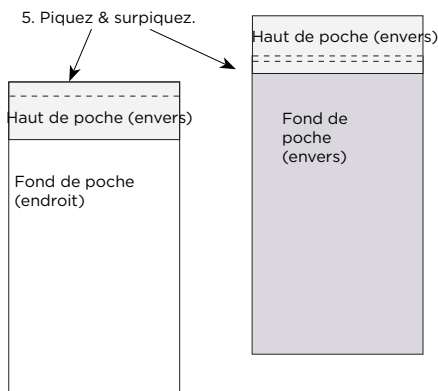 5. Piquez & surpiquez.
Haut de poche (envers)
Haut de poche (envers)
Fond de poche
(endroit)
Fond de
poche
(envers)